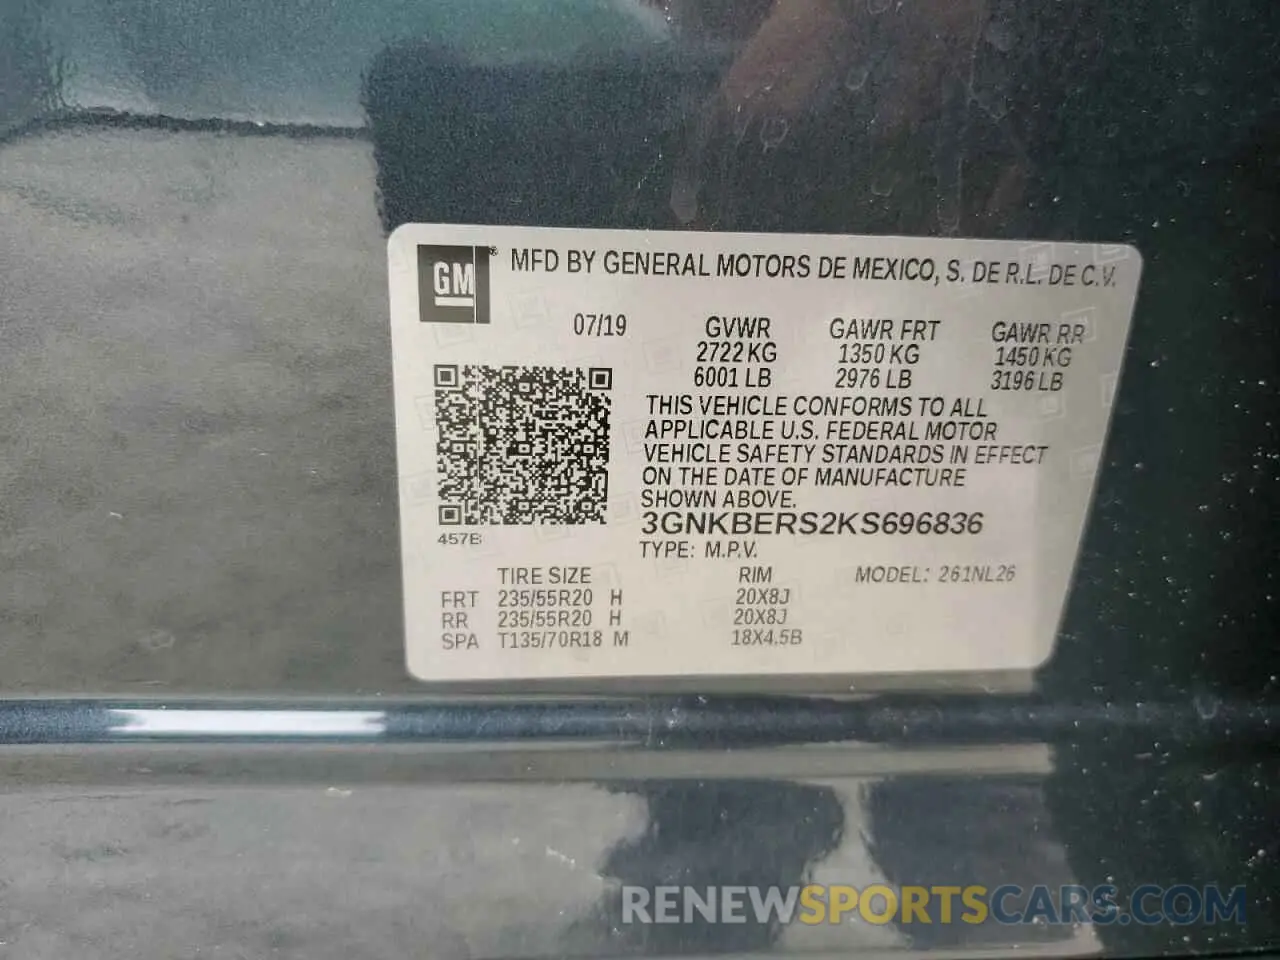 GM® MFD BY GENERAL MOTORS DE MEXICO, S. DE R.L. DE C.V.
07/19 GVWR GAWR FRT GAWR RR
2722 KG 1350 KG 1450 KG
6001 LB 2976 LB 3196 LB
THIS VEHICLE CONFORMS TO ALL
APPLICABLE U.S. FEDERAL MOTOR
VEHICLE SAFETY STANDARDS IN EFFECT
ON THE DATE OF MANUFACTURE
SHOWN ABOVE.
3GNKBERS2KS696836
457B TYPE: M.P.V.
TIRE SIZE RIM MODEL: 261NL26
FRT 235/55R20 H 20X8J
RR 235/55R20 H 20X8J
SPA T135/70R18 M 18X4.5B
RENEWSPORTSCARS.COM